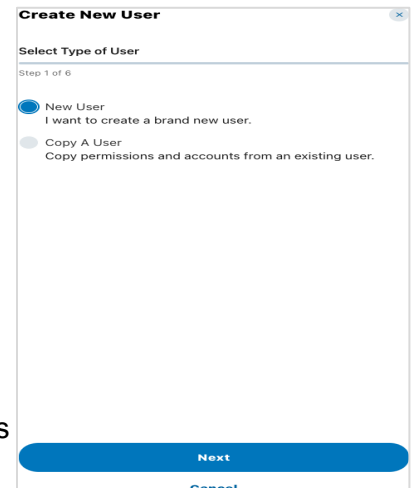 Create New User
×
Select Type of User
Step 1 of 6
New User
I want to create a brand new user.
Copy A User
Copy permissions and accounts from an existing user.
s
Next
Cancel